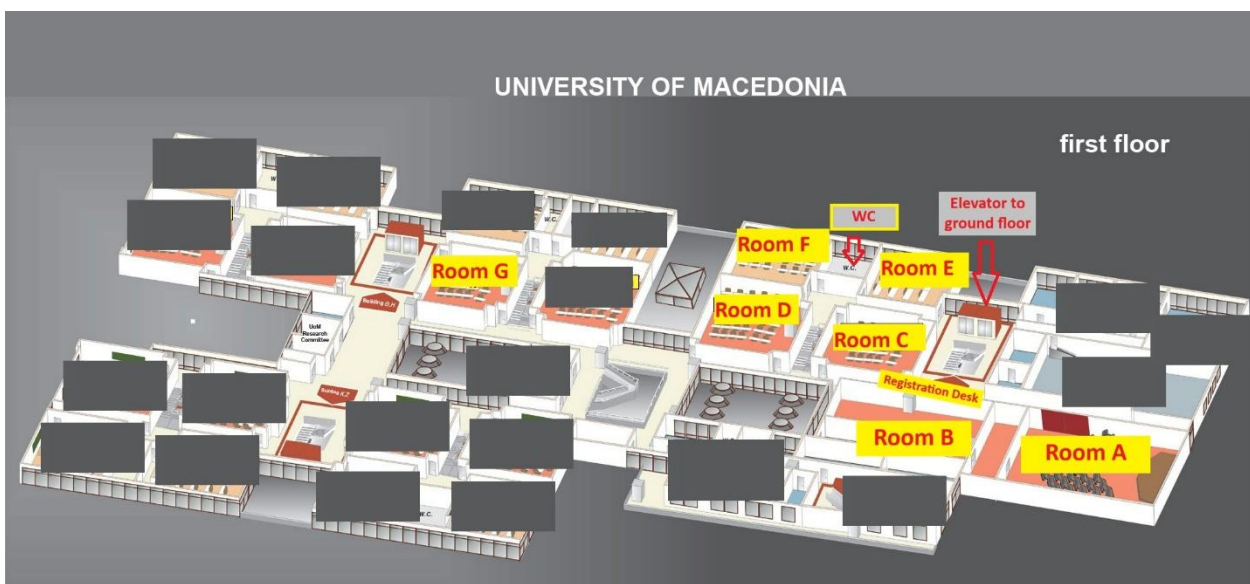 UNIVERSITY OF MACEDONIA
first floor
WC
Elevator to
ground floor
W.C.
Room F
W.C.
Room E
Room G
Room D
Room C
UoM
Research
Committee
Registration Desk
Room B
Room A
W.C.